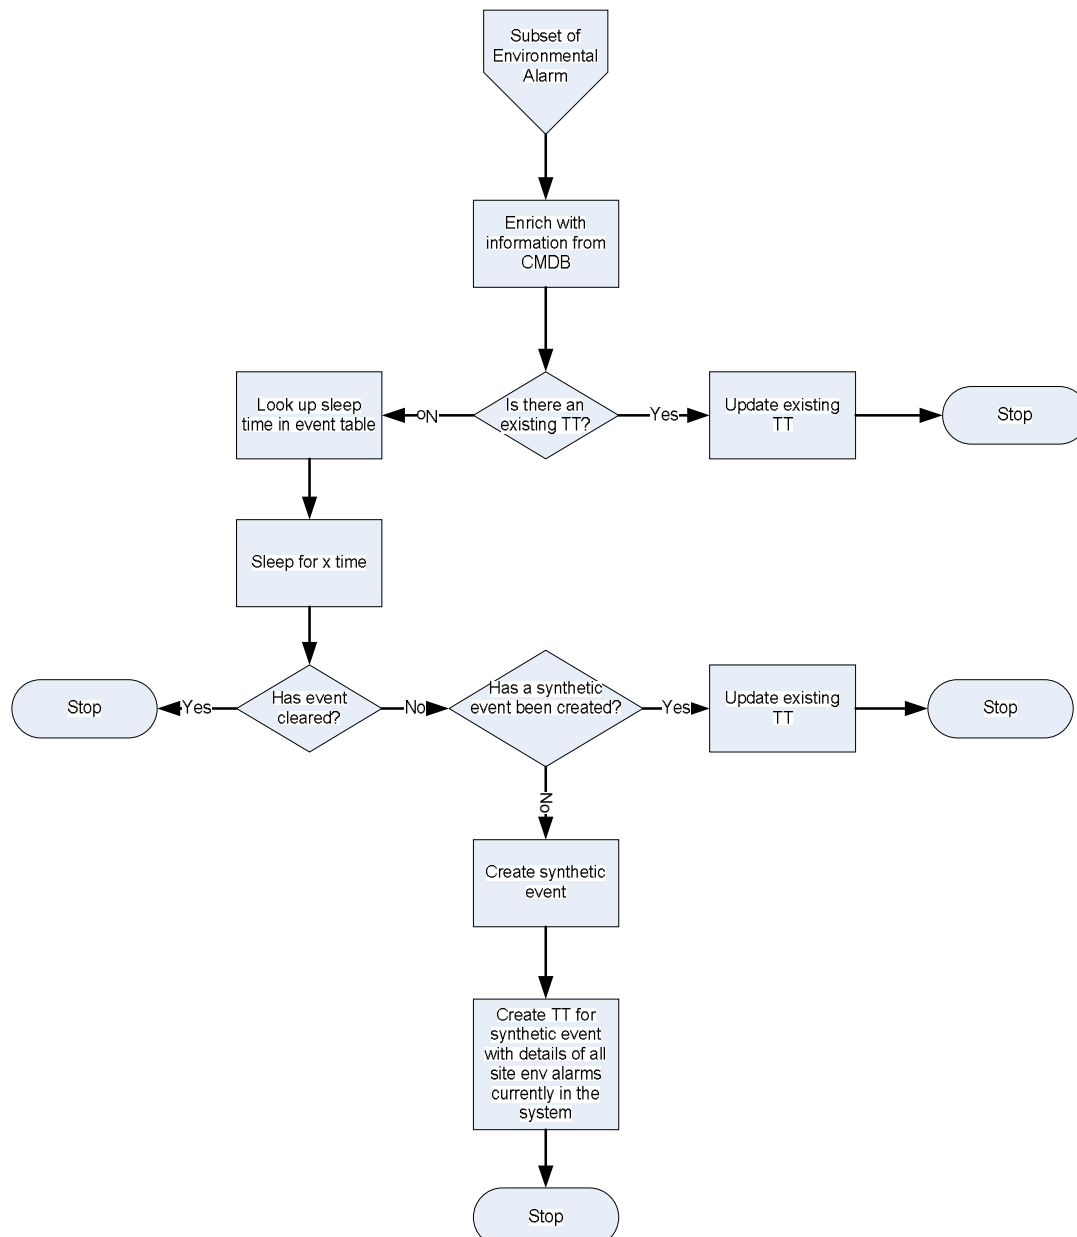 Subset of
Environmental
Alarm
Enrich with
information from
CMDB
Look up sleep
time in event table
No
Is there an
existing TT?
Yes
Update existing
TT
Stop
Sleep for x time
Stop
Yes
Has event
cleared?
No
Has a synthetic
event been created?
Yes
Update existing
TT
Stop
No
Create synthetic
event
Create TT for
synthetic event
with details of all
site env alarms
currently in the
system
Stop